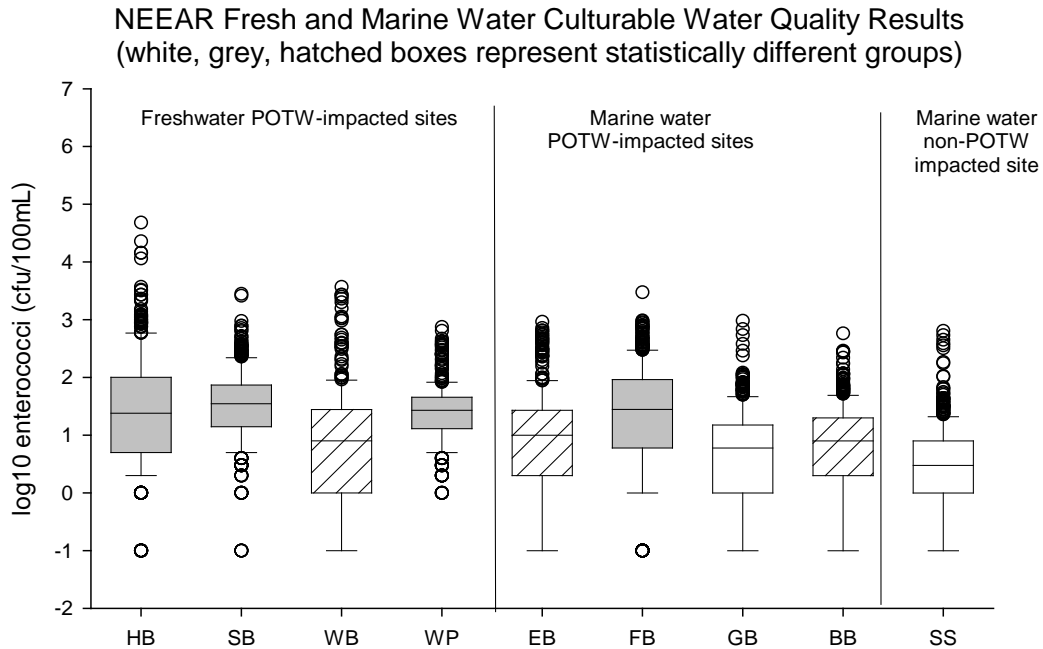 NEEAR Fresh and Marine Water Culturable Water Quality Results
(white, grey, hatched boxes represent statistically different groups)
7
6
5
4
3
2
1
0
-1
-2
log10 enterococci (cfu/100mL)
Freshwater POTW-impacted sites
Marine water
POTW-impacted sites
Marine water
non-POTW
impacted site
HB SB WB WP EB FB GB BB SS